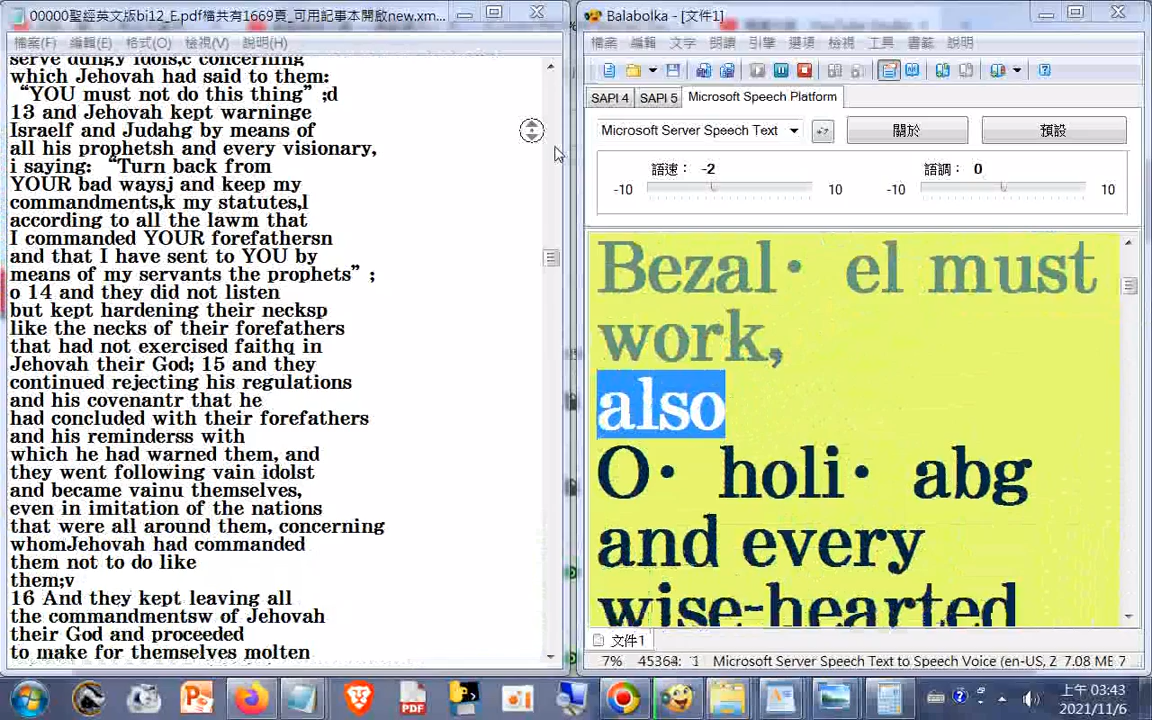 00000聖經英文版bi12_E.pdf檔共有1669頁_可用記事本開啟new.xm...
檔案(F) 編輯(E) 格式(O) 檢視(V) 說明(H)
serve dungy idols,c concerning
which Jehovah had said to them:
“YOU must not do this thing” ;d
13 and Jehovah kept warninge
Israelf and Judahg by means of
all his prophetsh and every visionary,
i saying: “Turn back from
YOUR bad waysj and keep my
commandments,k my statutes,l
according to all the lawm that
I commanded YOUR forefathersn
and that I have sent to YOU by
means of my servants the prophets” ;
o 14 and they did not listen
but kept hardening their necksp
like the necks of their forefathers
that had not exercised faithq in
Jehovah their God; 15 and they
continued rejecting his regulations
and his covenantr that he
had concluded with their forefathers
and his reminderss with
which he had warned them, and
they went following vain idolst
and became vainu themselves,
even in imitation of the nations
that were all around them, concerning
whomJehovah had commanded
them not to do like
them;v
16 And they kept leaving all
the commandmentsw of Jehovah
their God and proceeded
to make for themselves molten
Balabolka - [文件1]
檔案 編輯 文字 朗讀 引擎 選項 檢視 工具 書籤 說明
SAPI 4 SAPI 5 Microsoft Speech Platform
Microsoft Server Speech Text 關於 預設
語速： -2 語調： 0
-10 10 -10 10
Bezal• el must
work,
also
O• holi• abg
and every
wise-hearted
文件1
7% 45364: 1 Microsoft Server Speech Text to Speech Voice (en-US, 2 7.08 MB 7
PDF
上午 03:43
2021/11/6